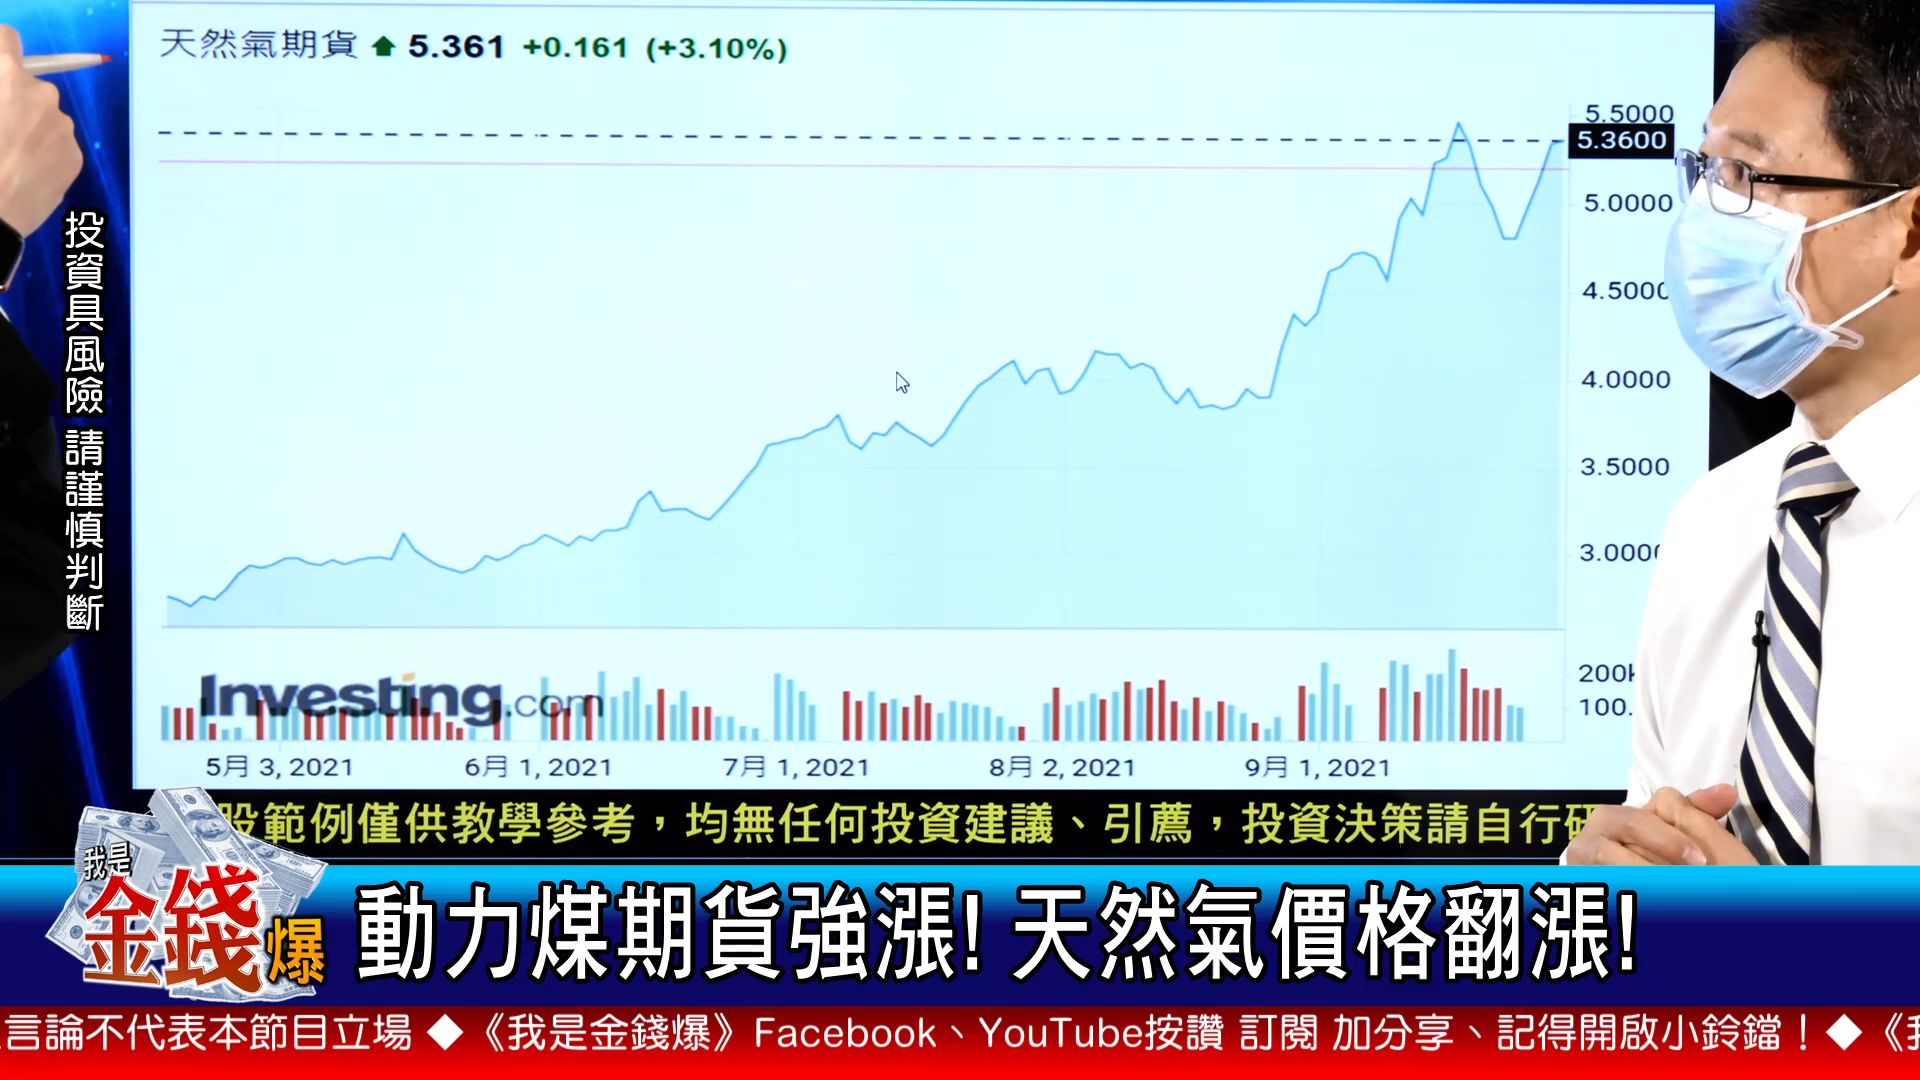 天然氣期貨 5.361 +0.161 (+3.10%)
5.5000
5.3600
5.0000
4.5000
4.0000
3.5000
3.000
200k
100.
Investing.com
5月 3, 2021
6月 1, 2021
7月 1, 2021
8月 2, 2021
9月 1, 2021
投資具風險 請謹慎判斷
股範例僅供教學參考，均無任何投資建議、引薦，投資決策請自行研
我是
金錢爆
動力煤期貨強漲! 天然氣價格翻漲!
言論不代表本節目立場 ◆《我是金錢爆》Facebook、YouTube按讚 訂閱 加分享、記得開啟小鈴鐺！◆《我